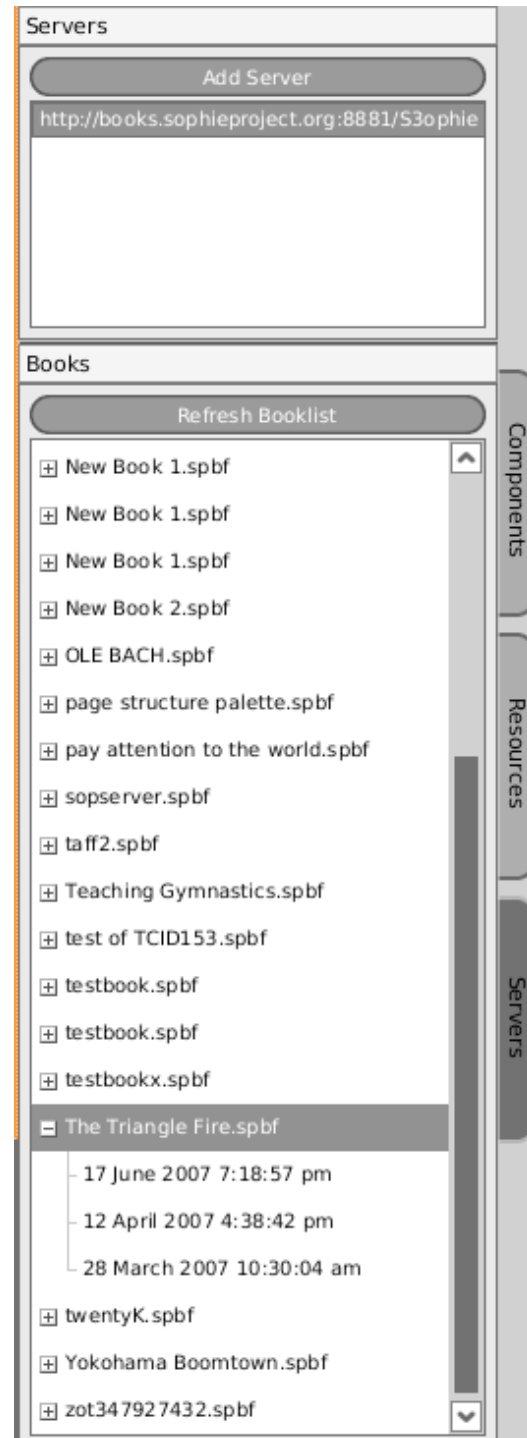 Servers
Add Server
http://books.sophieproject.org:8881/S3ophie
Books
Refresh Booklist
New Book 1.spbf
New Book 1.spbf
New Book 1.spbf
New Book 2.spbf
OLE BACH.spbf
page structure palette.spbf
pay attention to the world.spbf
sopserver.spbf
taff2.spbf
Teaching Gymnastics.spbf
test of TCID153.spbf
testbook.spbf
testbook.spbf
testbookx.spbf
The Triangle Fire.spbf
17 June 2007 7:18:57 pm
12 April 2007 4:38:42 pm
28 March 2007 10:30:04 am
twentyK.spbf
Yokohama Boomtown.spbf
zot347927432.spbf
Components
Resources
Servers